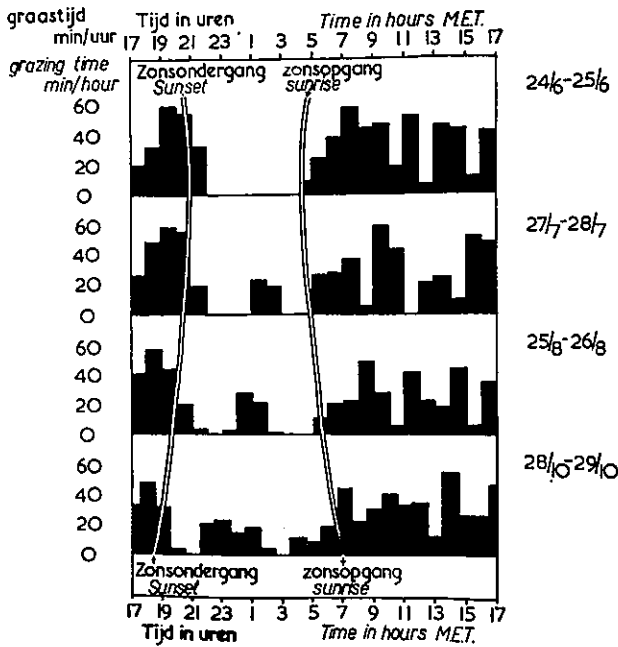 graastijd Tijd in uren Time in hours M.E.T.
min/uur
17 19 21 23 1 3 5 7 9 11 13 15 17
grazing time Zonsondergang zonsopgang
min/hour Sunset sunrise
24/6-25/6
60
40
20
0
27/7-28/7
60
40
20
0
25/8-26/8
60
40
20
0
28/10-29/10
60
40
20
0
Zonsondergang zonsopgang
Sunset sunrise
17 19 21 23 1 3 5 7 9 11 13 15 17
Tijd in uren Time in hours M.E.T.